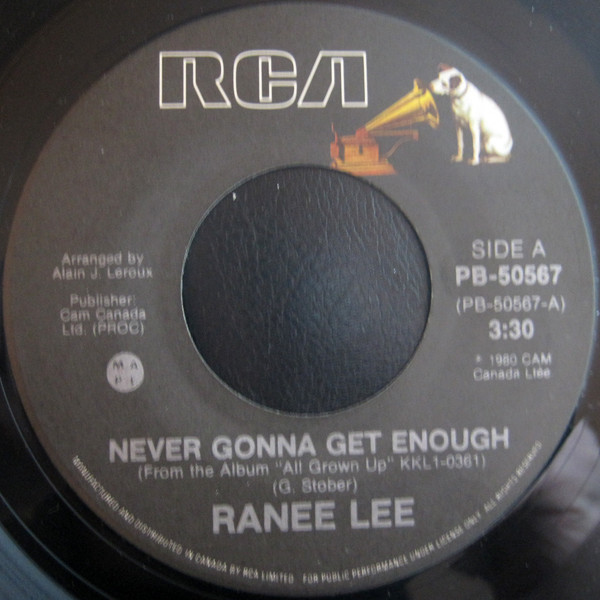 RCA
SIDE A
PB-50567
(PB-50567-A)
3:30
℗ 1980 CAM
Canada Ltée
Arranged by
Alain J. Leroux
Publisher:
Cam Canada
Ltd. (PROC)
MA
PL
NEVER GONNA GET ENOUGH
(From the Album "All Grown Up" KKL1-0361)
(G. Stober)
RANEE LEE
MANUFACTURED AND DISTRIBUTED IN CANADA BY RCA LIMITED. FOR PUBLIC PERFORMANCE UNDER LICENSE ONLY. ALL RIGHTS RESERVED